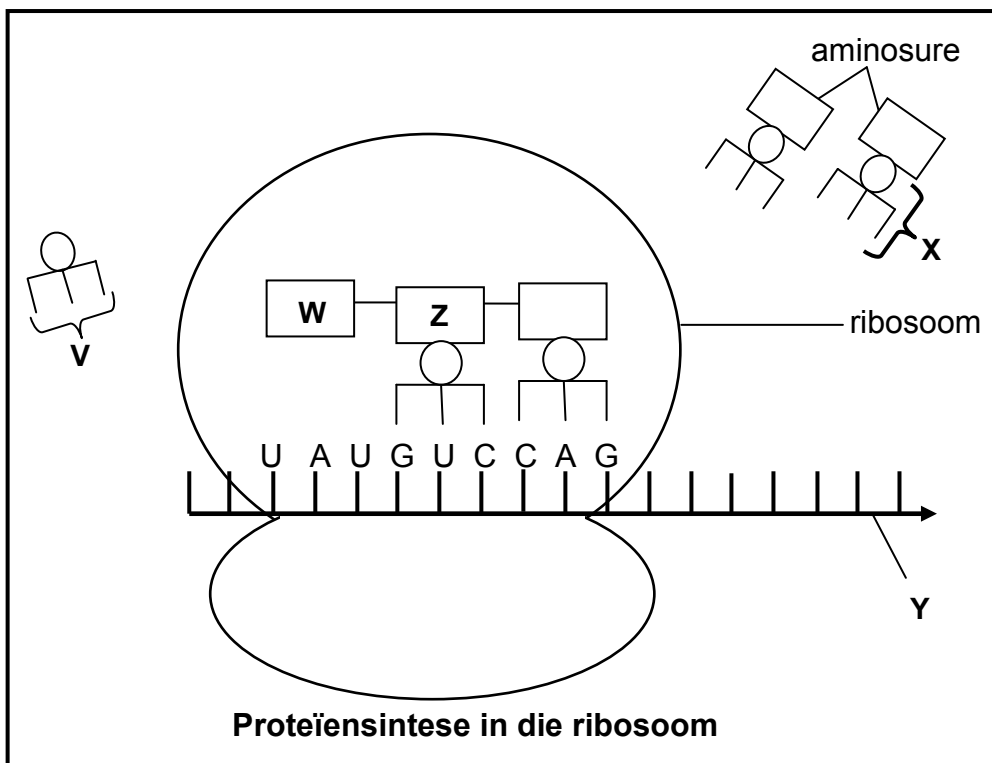 aminosure
X
ribosoom
V
W Z
U A U G U C C A G
Y
Proteïensintese in die ribosoom